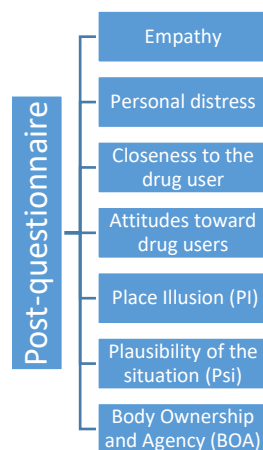 Post-questionnaire
Empathy
Personal distress
Closeness to the
drug user
Attitudes toward
drug users
Place Illusion (PI)
Plausibility of the
situation (Psi)
Body Ownership
and Agency (BOA)